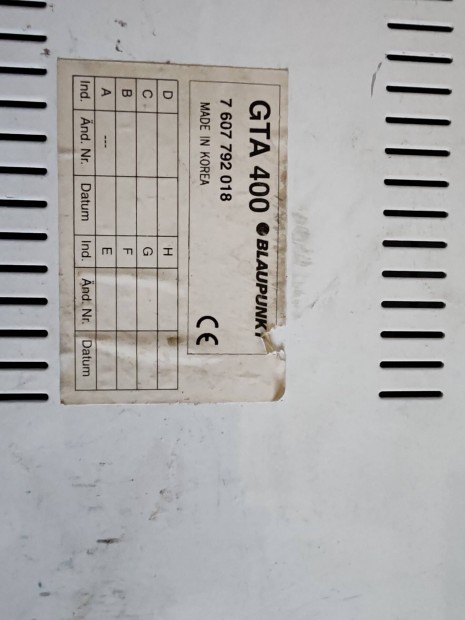 GTA 400 BLAUPUNKT
7 607 792 018
MADE IN KOREA
CE
D H
C G
B F
A --- E
Ind. Änd. Nr. Datum Ind. Änd. Nr. Datum